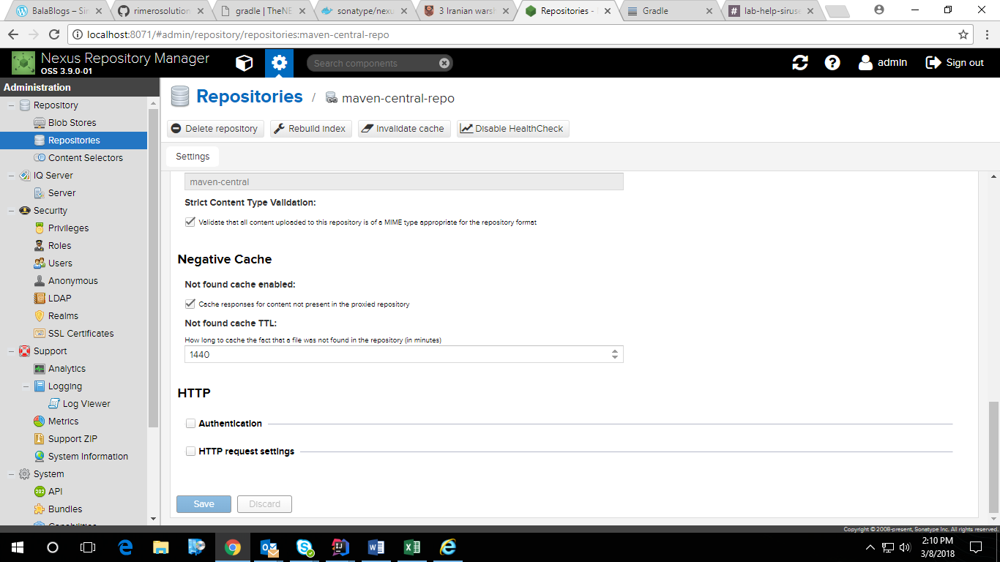 BalaBlogs – Sir
rimerosolution
gradle | TheNE
sonatype/nexu
3 Iranian warsh
Repositories -
Gradle
lab-help-siruse
localhost:8071/#admin/repository/repositories:maven-central-repo
Nexus Repository Manager
OSS 3.9.0-01
Search components
admin
Sign out
Administration
Repository
Blob Stores
Repositories
Content Selectors
IQ Server
Server
Security
Privileges
Roles
Users
Anonymous
LDAP
Realms
SSL Certificates
Support
Analytics
Logging
Log Viewer
Metrics
Support ZIP
System Information
System
API
Bundles
Capabilities
Repositories / maven-central-repo
Delete repository
Rebuild index
Invalidate cache
Disable HealthCheck
Settings
maven-central
Strict Content Type Validation:
Validate that all content uploaded to this repository is of a MIME type appropriate for the repository format
Negative Cache
Not found cache enabled:
Cache responses for content not present in the proxied repository
Not found cache TTL:
How long to cache the fact that a file was not found in the repository (in minutes)
1440
HTTP
Authentication
HTTP request settings
Save
Discard
Copyright © 2008-present, Sonatype Inc. All rights reserved.
2:10 PM
3/8/2018